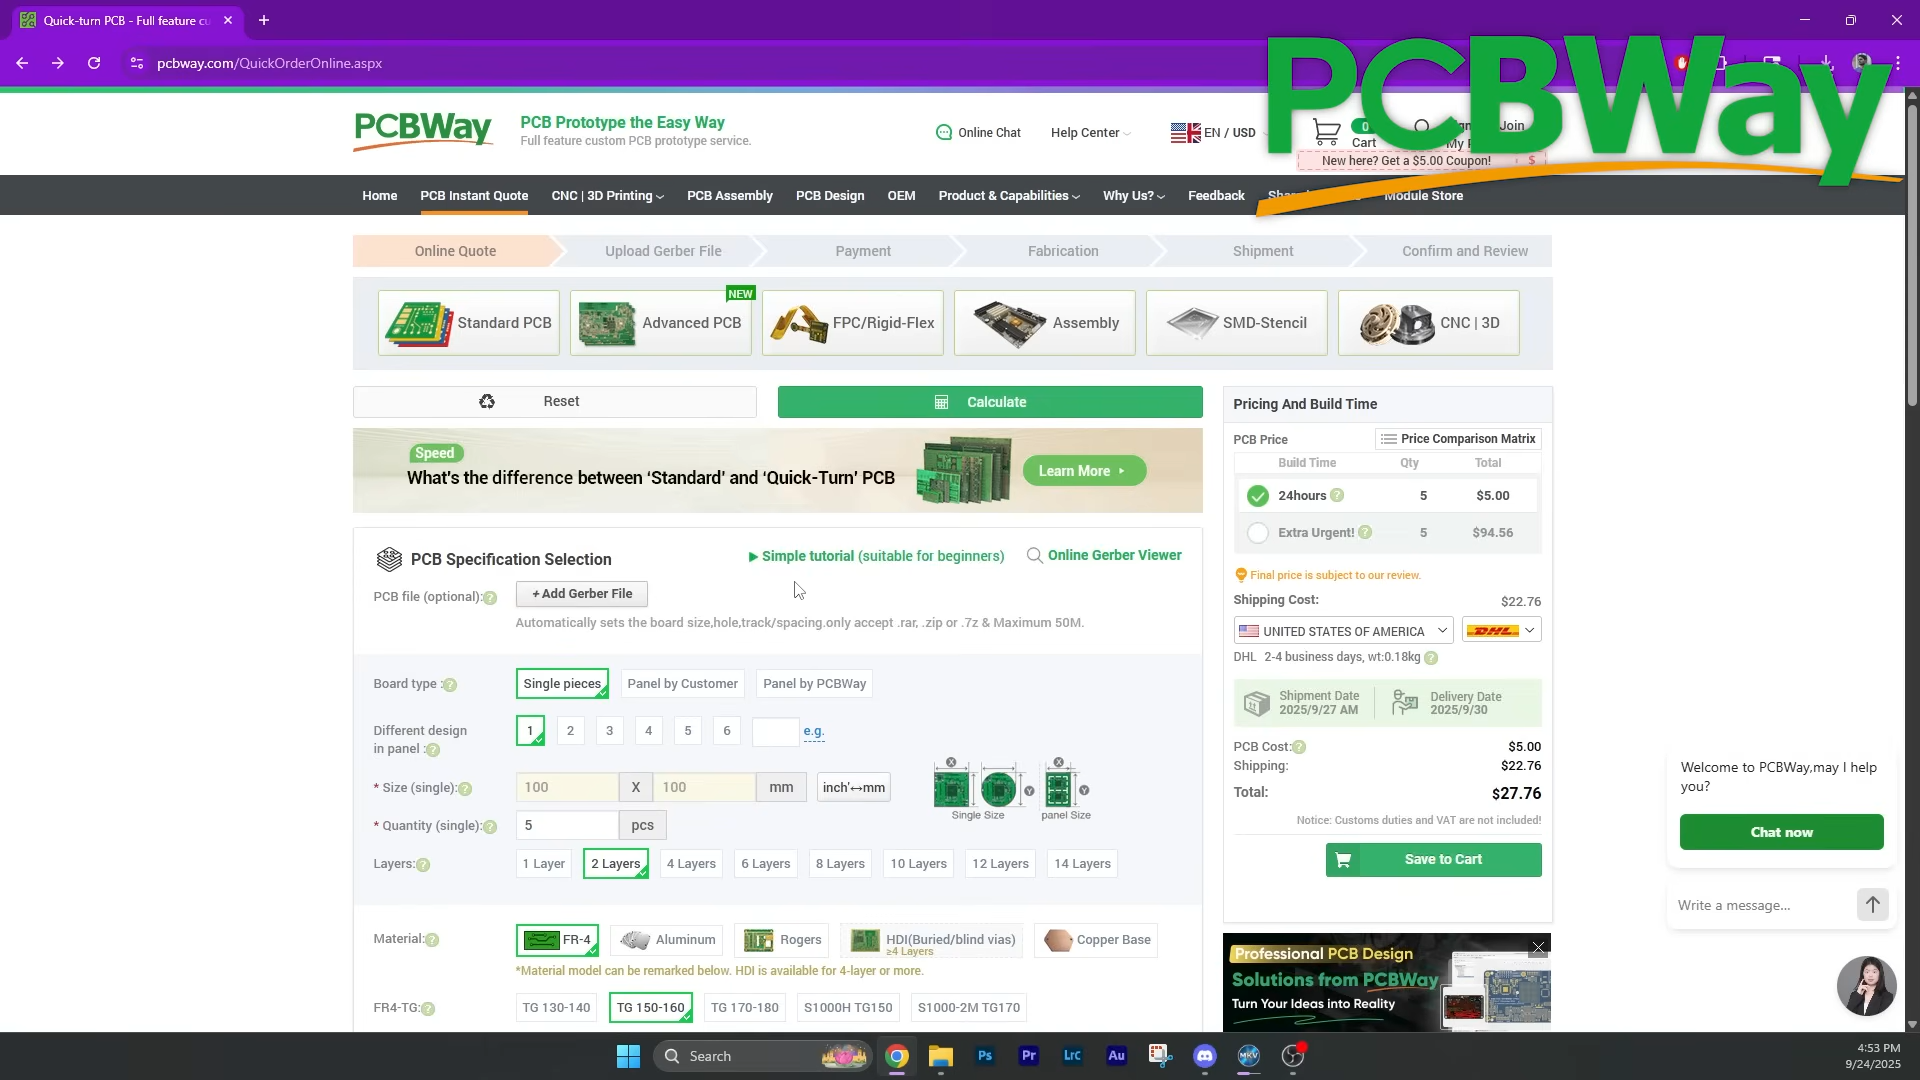 Quick-turn PCB - Full feature cu
pcbway.com/QuickOrderOnline.aspx
PCBWay
PCBWay
PCB Prototype the Easy Way
Full feature custom PCB prototype service.
Online Chat
Help Center
EN / USD
0
Cart
Join
New here? Get a $5.00 Coupon!
$
Home
PCB Instant Quote
CNC | 3D Printing
PCB Assembly
PCB Design
OEM
Product & Capabilities
Why Us?
Feedback
Module Store
Online Quote
Upload Gerber File
Payment
Fabrication
Shipment
Confirm and Review
Standard PCB
NEW
Advanced PCB
FPC/Rigid-Flex
Assembly
SMD-Stencil
CNC | 3D
Reset
Calculate
Speed
What's the difference between ‘Standard’ and ‘Quick-Turn’ PCB
Learn More
PCB Specification Selection
Simple tutorial (suitable for beginners)
Online Gerber Viewer
PCB file (optional):
+ Add Gerber File
Automatically sets the board size,hole,track/spacing.only accept .rar, .zip or .7z & Maximum 50M.
Board type :
Single pieces
Panel by Customer
Panel by PCBWay
Different design
in panel :
1
2
3
4
5
6
e.g.
* Size (single):
100
X
100
mm
inch'↔mm
X
X
Y
Y
Single Size
panel Size
* Quantity (single):
5
pcs
Layers:
1 Layer
2 Layers
4 Layers
6 Layers
8 Layers
10 Layers
12 Layers
14 Layers
Material:
FR-4
Aluminum
Rogers
HDI(Buried/blind vias)
≥4 Layers
Copper Base
*Material model can be remarked below. HDI is available for 4-layer or more.
FR4-TG:
TG 130-140
TG 150-160
TG 170-180
S1000H TG150
S1000-2M TG170
Pricing And Build Time
PCB Price
Price Comparison Matrix
Build Time
Qty
Total
24hours
5
$5.00
Extra Urgent!
5
$94.56
Final price is subject to our review.
Shipping Cost:
$22.76
UNITED STATES OF AMERICA
DHL
DHL 2-4 business days, wt:0.18kg
Shipment Date
2025/9/27 AM
Delivery Date
2025/9/30
PCB Cost:
$5.00
Shipping:
$22.76
Total:
$27.76
Notice: Customs duties and VAT are not included!
Save to Cart
Professional PCB Design
Solutions from PCBWay
Turn Your Ideas into Reality
Welcome to PCBWay,may I help
you?
Chat now
Write a message...
Search
Ps
Pr
LrC
Au
MKV
4:53 PM
9/24/2025